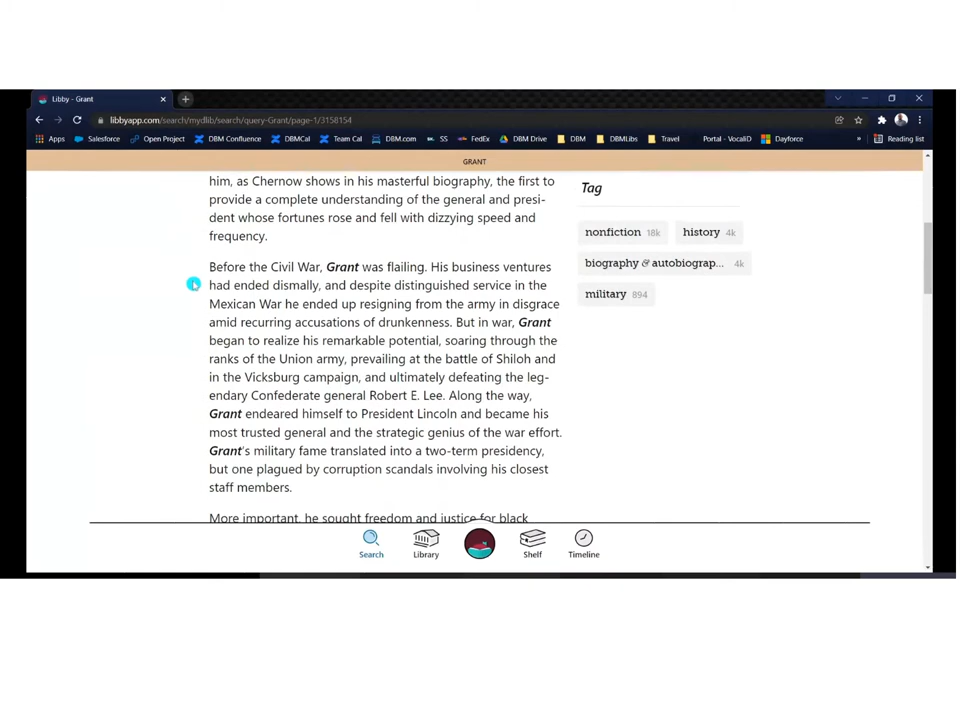 Libby - Grant
libbyapp.com/search/mydlib/search/query-Grant/page-1/3158154
Apps Salesforce Open Project DBM Confluence DBMCal Team Cal DBM.com SS FedEx DBM Drive DBM DBMLibs Travel Portal - VocaliD Dayforce » Reading list
GRANT
him, as Chernow shows in his masterful biography, the first to
provide a complete understanding of the general and presi-
dent whose fortunes rose and fell with dizzying speed and
frequency.
Before the Civil War, Grant was flailing. His business ventures
had ended dismally, and despite distinguished service in the
Mexican War he ended up resigning from the army in disgrace
amid recurring accusations of drunkenness. But in war, Grant
began to realize his remarkable potential, soaring through the
ranks of the Union army, prevailing at the battle of Shiloh and
in the Vicksburg campaign, and ultimately defeating the leg-
endary Confederate general Robert E. Lee. Along the way,
Grant endeared himself to President Lincoln and became his
most trusted general and the strategic genius of the war effort.
Grant's military fame translated into a two-term presidency,
but one plagued by corruption scandals involving his closest
staff members.
More important, he sought freedom and justice for black
Tag
nonfiction 18k history 4k
biography & autobiograp... 4k
military 894
Search Library Shelf Timeline